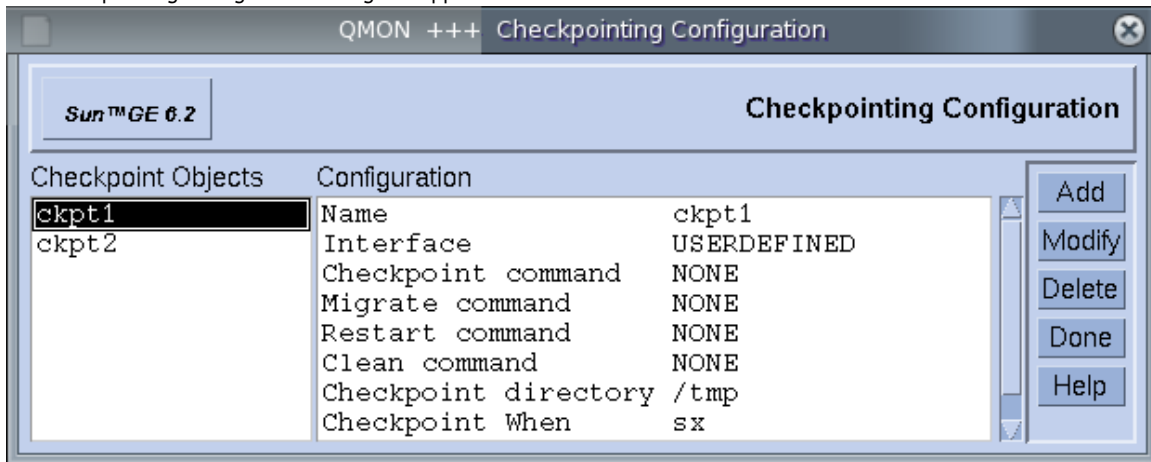 QMON +++ Checkpointing Configuration
Sun™GE 6.2
Checkpointing Configuration
Checkpoint Objects
Configuration
ckpt1
ckpt2
Name ckpt1
Interface USERDEFINED
Checkpoint command NONE
Migrate command NONE
Restart command NONE
Clean command NONE
Checkpoint directory /tmp
Checkpoint When sx
Add
Modify
Delete
Done
Help